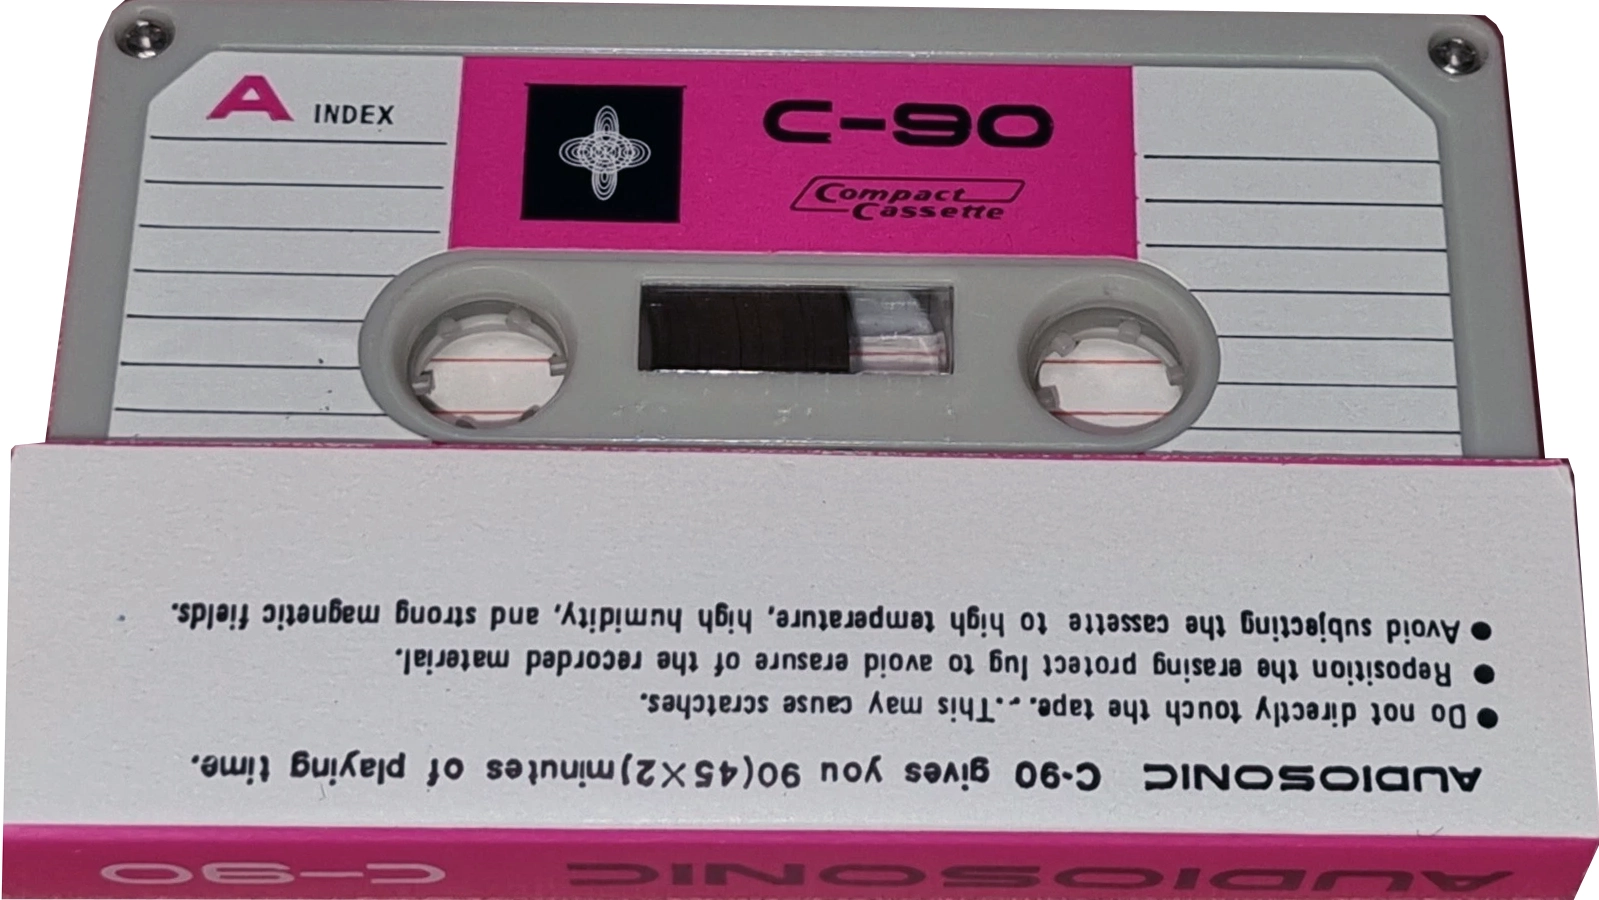 A INDEX
C-90
Compact
Cassette
AUDIOSONIC C-90 gives you 90(45×2)minutes of playing time.
● Do not directly touch the tape. ..This may cause scratches.
● Reposition the erasing protect lug to avoid erasure of the recorded material.
● Avoid subjecting the cassette to high temperature, high humidity, and strong magnetic fields.
AUDIOSONIC C-90